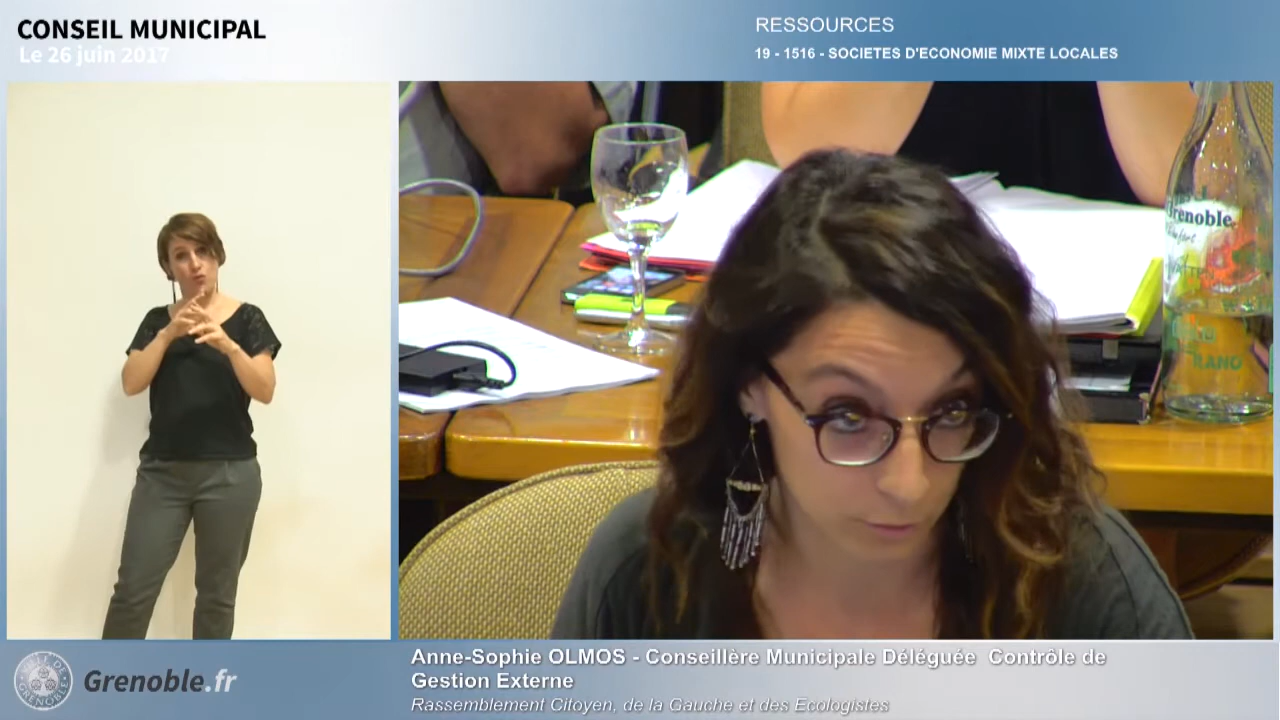 CONSEIL MUNICIPAL
Le 26 juin 2017
RESSOURCES
19 - 1516 - SOCIETES D'ECONOMIE MIXTE LOCALES
Grenoble
Anne-Sophie OLMOS - Conseillère Municipale Déléguée Contrôle de
Gestion Externe
Rassemblement Citoyen, de la Gauche et des Ecologistes
Grenoble.fr